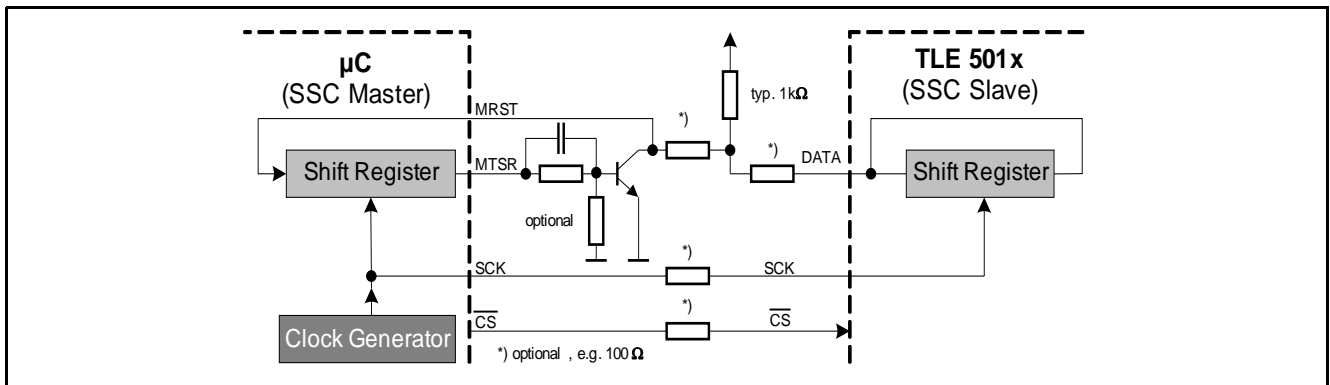 µC
(SSC Master)
TLE 501x
(SSC Slave)
typ. 1kΩ
MRST
*)
*)
DATA
Shift Register
MTSR
Shift Register
optional
*)
SCK
SCK
*)
CS
CS
Clock Generator
*) optional , e.g. 100 Ω